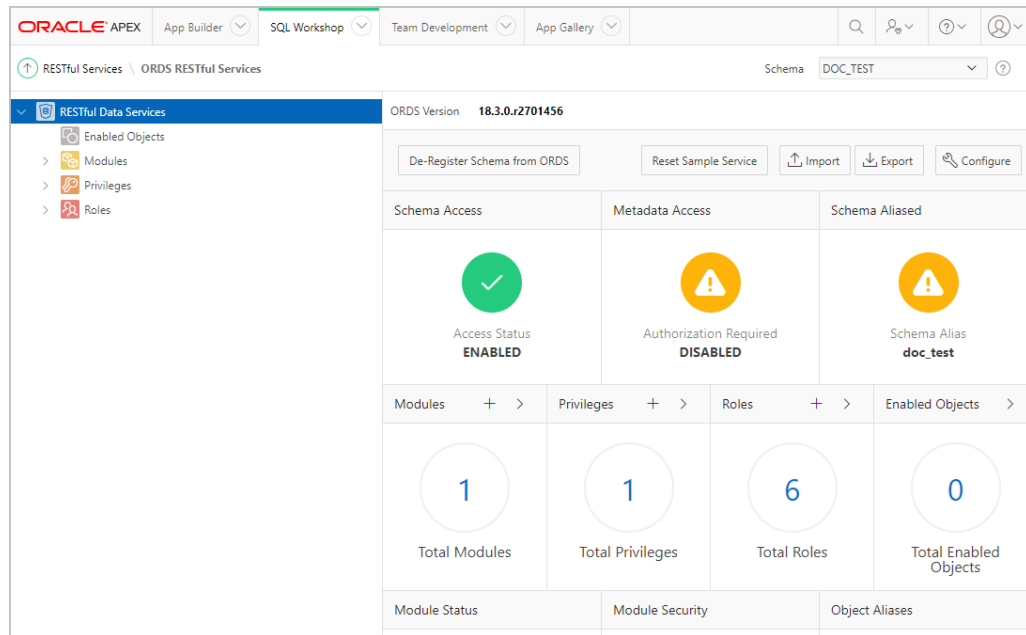 ORACLE APEX App Builder SQL Workshop Team Development App Gallery
RESTful Services \ ORDS RESTful Services Schema DOC_TEST
RESTful Data Services
Enabled Objects
Modules
Privileges
Roles
ORDS Version 18.3.0.r2701456
De-Register Schema from ORDS Reset Sample Service Import Export Configure
Schema Access Metadata Access Schema Aliased
Access Status Authorization Required Schema Alias
ENABLED DISABLED doc_test
Modules Privileges Roles Enabled Objects
1 1 6 0
Total Modules Total Privileges Total Roles Total Enabled
Objects
Module Status Module Security Object Aliases